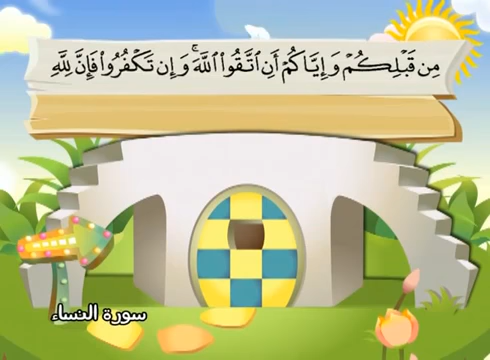 مِن قَبْلِكُمْ وَإِيَّاكُمْ أَنِ ٱتَّقُوا۟ ٱللَّهَ ۚ وَإِن تَكْفُرُوا۟ فَإِنَّ لِلَّهِ
سورة النساء